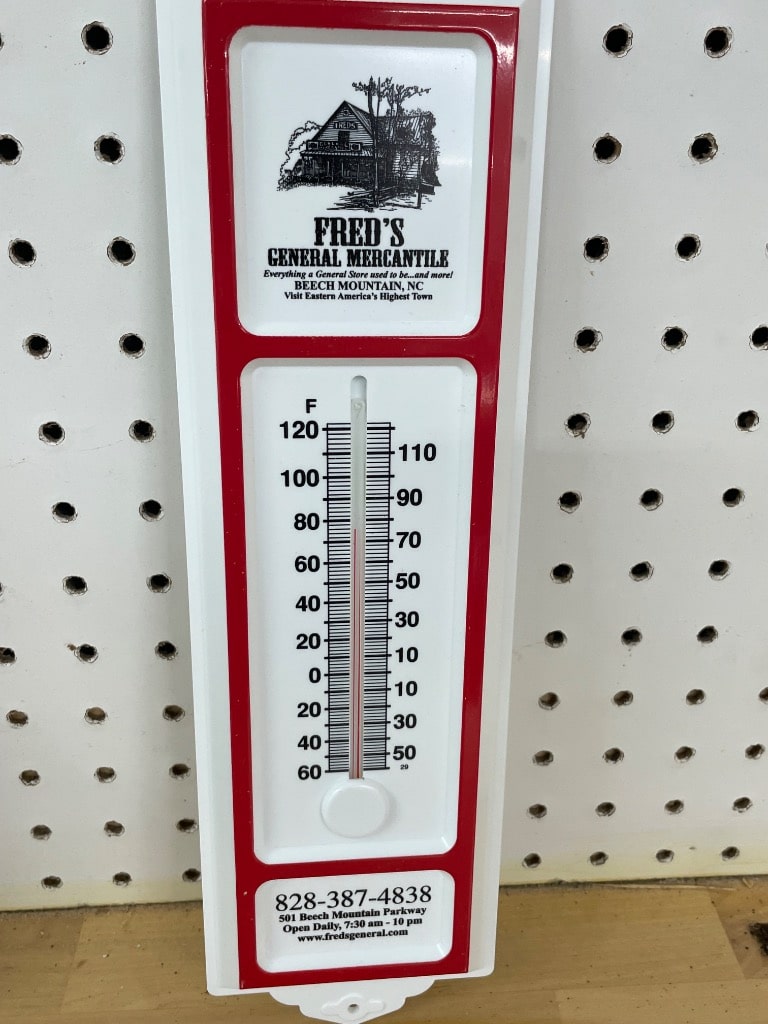 FRED'S
FRED'S
GENERAL MERCANTILE
Everything a General Store used to be...and more!
BEECH MOUNTAIN, NC
Visit Eastern America's Highest Town
F
120
110
100
90
80
70
60
50
40
30
20
10
0
10
20
30
40
50
60
29
828-387-4838
501 Beech Mountain Parkway
Open Daily, 7:30 am - 10 pm
www.fredsgeneral.com